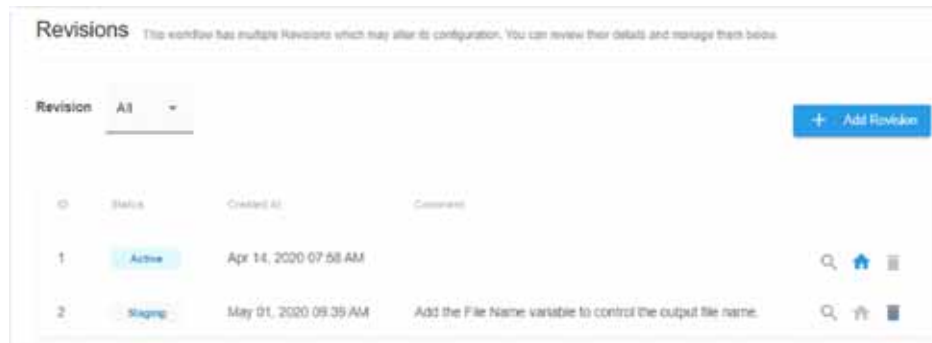 Revisions This workflow has multiple Revisions which may alter its configuration. You can review their details and manage them below.
Revision All
+ Add Revision
ID Status Created At Comment
1 Active Apr 14, 2020 07:58 AM
2 Staging May 01, 2020 09:39 AM Add the File Name variable to control the output file name.